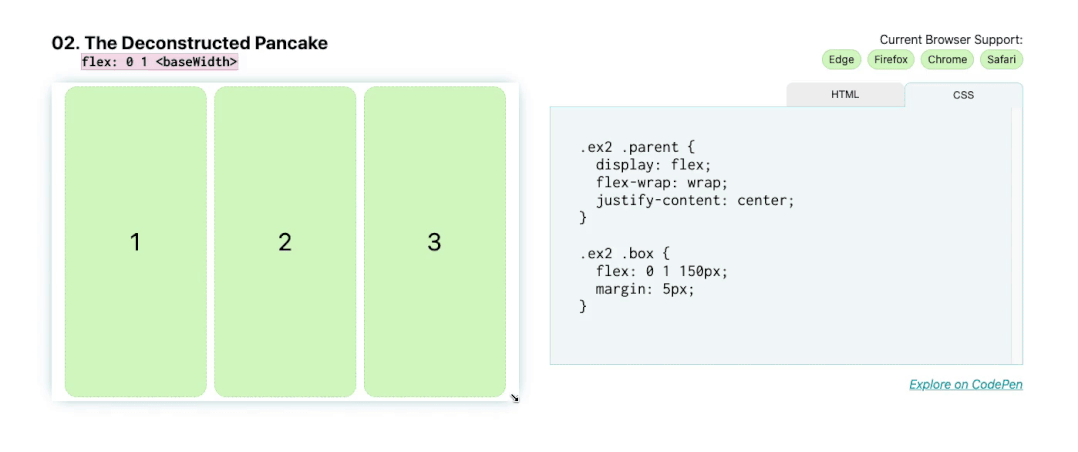 02. The Deconstructed Pancake
flex: 0 1 <baseWidth>
1
2
3
Current Browser Support:
Edge Firefox Chrome Safari
HTML CSS
.ex2 .parent {
  display: flex;
  flex-wrap: wrap;
  justify-content: center;
}
.ex2 .box {
  flex: 0 1 150px;
  margin: 5px;
}
Explore on CodePen